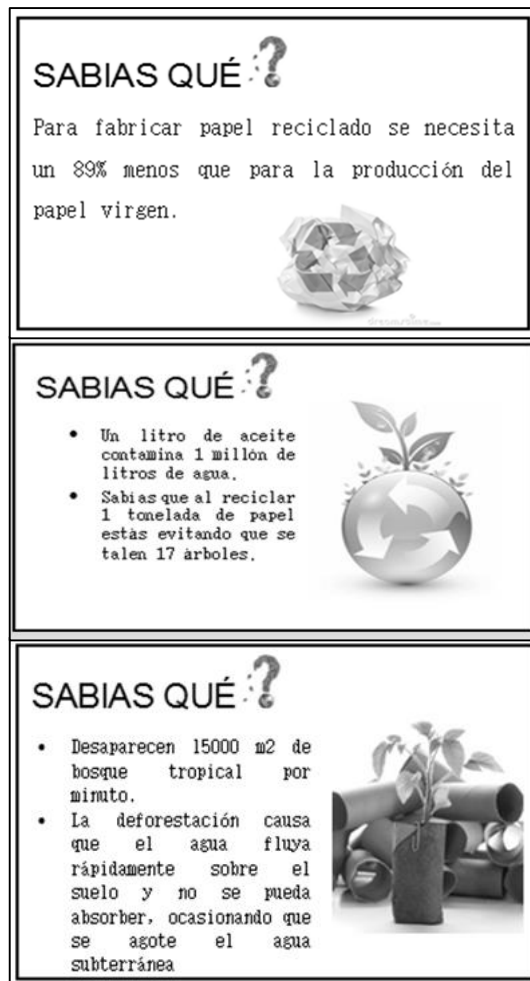 SABIAS QUÉ
Para fabricar papel reciclado se necesita
un 89% menos que para la producción del
papel virgen.
SABIAS QUÉ
• Un litro de aceite
contamina 1 millón de
litros de agua.
• Sabias que al reciclar
1 tonelada de papel
estás evitando que se
talen 17 árboles.
SABIAS QUÉ
• Desaparecen 15000 m2 de
bosque tropical por
minuto.
• La deforestación causa
que el agua fluya
rápidamente sobre el
suelo y no se pueda
absorber, ocasionando que
se agote el agua
subterránea